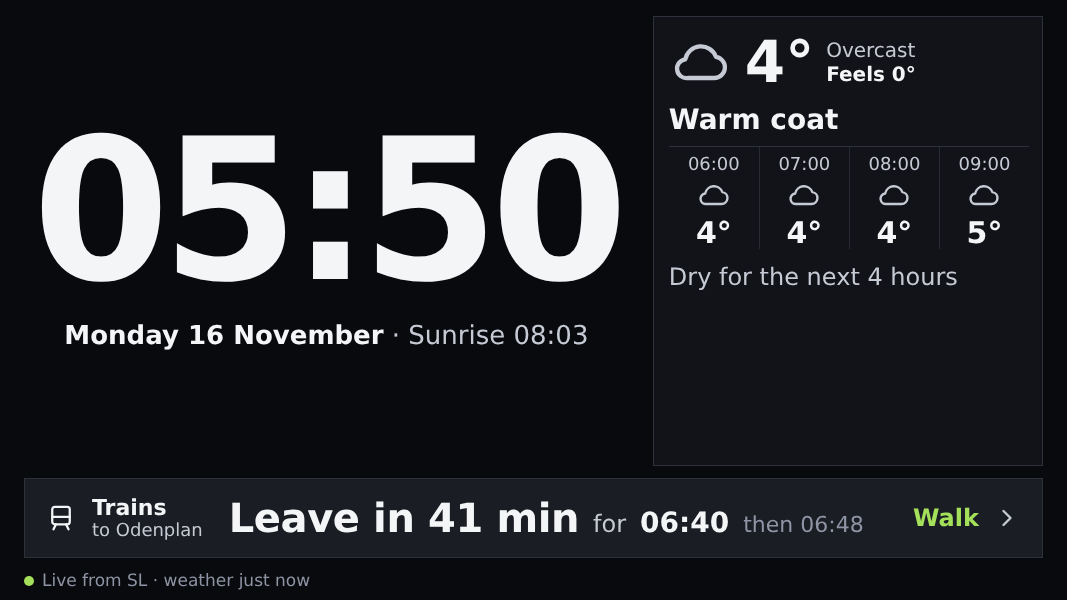 05:50
Monday 16 November · Sunrise 08:03
4°
Overcast
Feels 0°
Warm coat
06:00 07:00 08:00 09:00
4° 4° 4° 5°
Dry for the next 4 hours
Trains
to Odenplan
Leave in 41 min for 06:40 then 06:48
Walk
Live from SL · weather just now